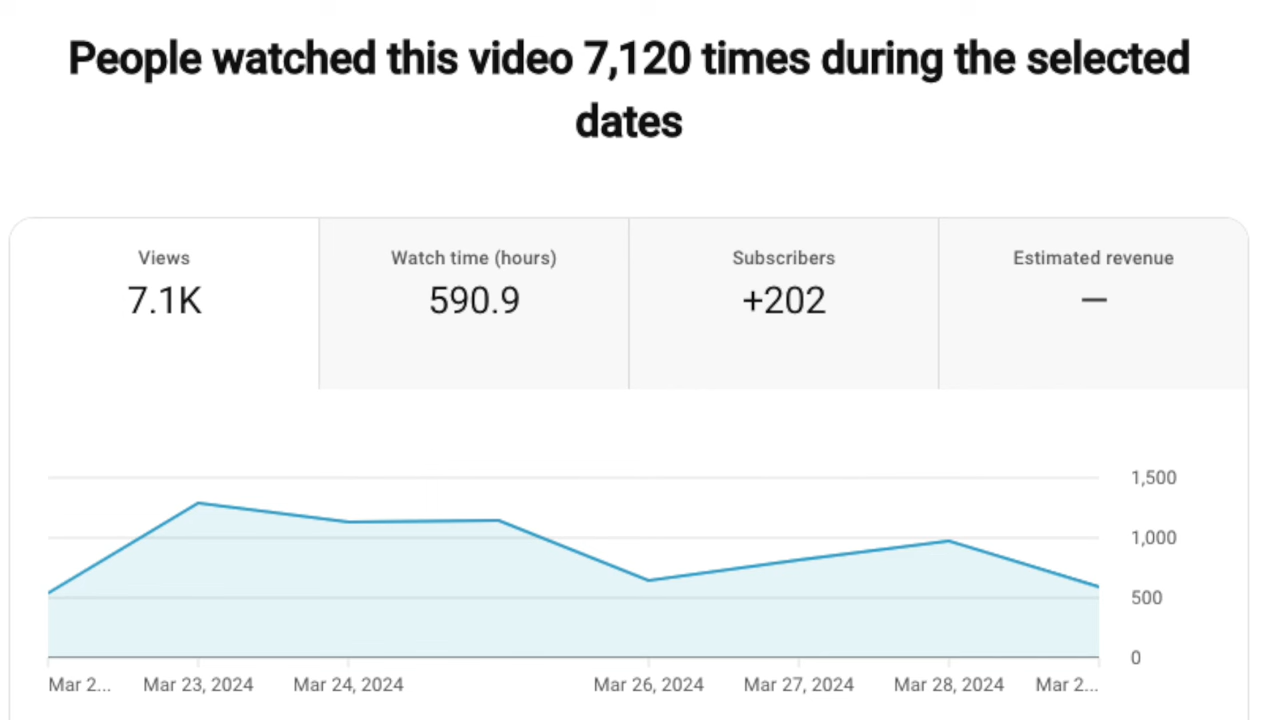 People watched this video 7,120 times during the selected
dates
Views
7.1K
Watch time (hours)
590.9
Subscribers
+202
Estimated revenue
—
1,500
1,000
500
0
Mar 2... Mar 23, 2024 Mar 24, 2024 Mar 26, 2024 Mar 27, 2024 Mar 28, 2024 Mar 2...